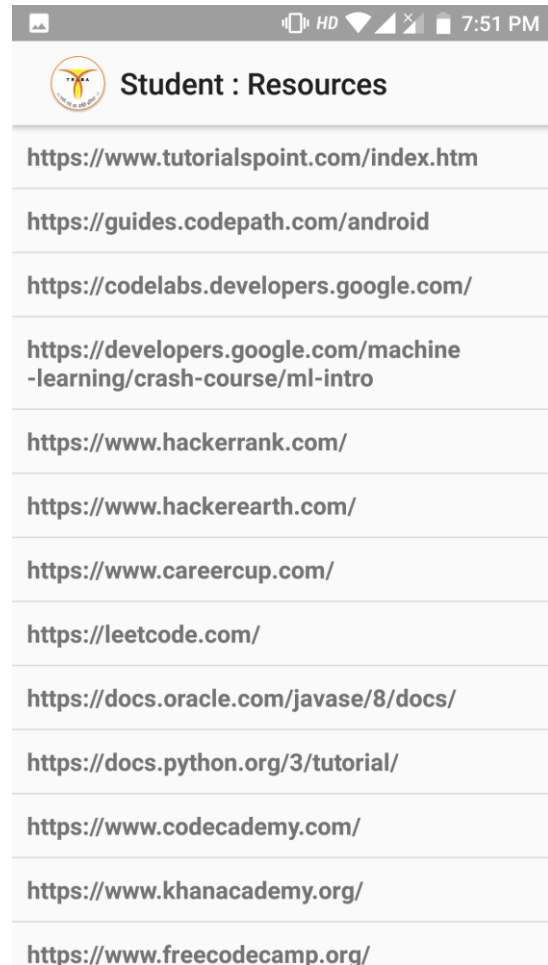 HD 7:51 PM
TRUBA
Student : Resources
https://www.tutorialspoint.com/index.htm
https://guides.codepath.com/android
https://codelabs.developers.google.com/
https://developers.google.com/machine
-learning/crash-course/ml-intro
https://www.hackerrank.com/
https://www.hackerearth.com/
https://www.careercup.com/
https://leetcode.com/
https://docs.oracle.com/javase/8/docs/
https://docs.python.org/3/tutorial/
https://www.codecademy.com/
https://www.khanacademy.org/
https://www.freecodecamp.org/